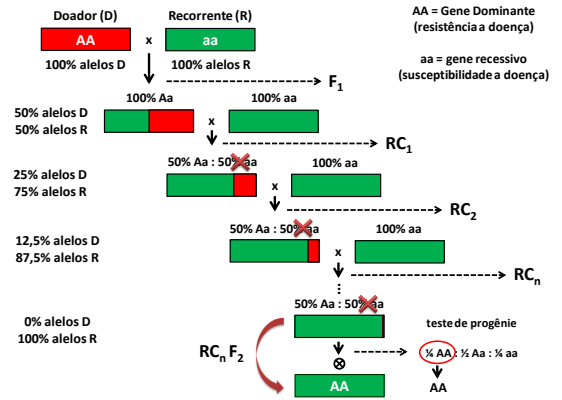 Doador (D) Recorrente (R)
AA x aa
100% alelos D 100% alelos R
AA = Gene Dominante
(resistência a doença)
aa = gene recessivo
(susceptibilidade a doença)
F1
100% Aa 100% aa
50% alelos D
50% alelos R
x
RC1
50% Aa : 50% aa 100% aa
25% alelos D
75% alelos R
x
RC2
50% Aa : 50% aa 100% aa
12,5% alelos D
87,5% alelos R
x
RCn
⋮
50% Aa : 50% aa
0% alelos D
100% alelos R
teste de progênie
RCn F2
¼ AA : ½ Aa : ¼ aa
⊗
AA
AA